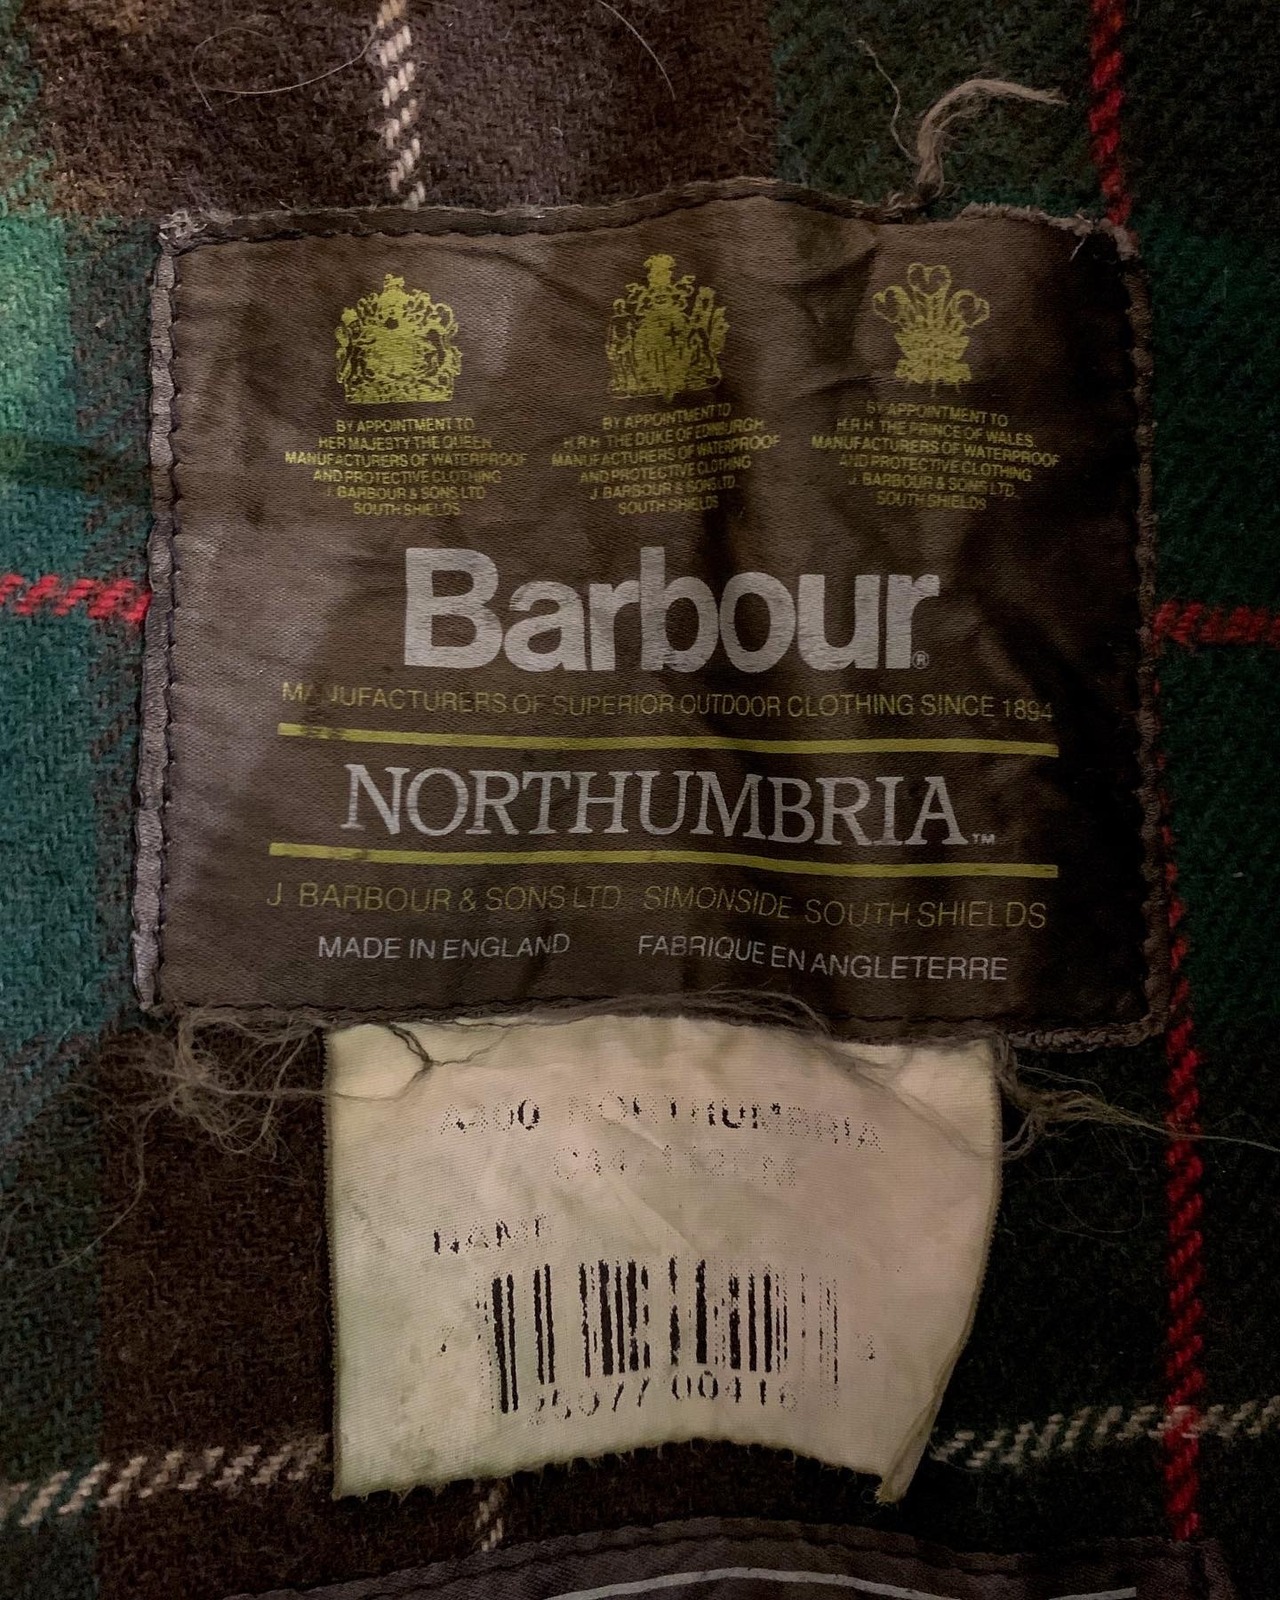 BY APPOINTMENT TO
HER MAJESTY THE QUEEN
MANUFACTURERS OF WATERPROOF
AND PROTECTIVE CLOTHING
J. BARBOUR & SONS LTD
SOUTH SHIELDS
BY APPOINTMENT TO
H.R.H. THE DUKE OF EDINBURGH
MANUFACTURERS OF WATERPROOF
AND PROTECTIVE CLOTHING
J. BARBOUR & SONS LTD.
SOUTH SHIELDS
BY APPOINTMENT TO
H.R.H. THE PRINCE OF WALES.
MANUFACTURERS OF WATERPROOF
AND PROTECTIVE CLOTHING
J. BARBOUR & SONS LTD.
SOUTH SHIELDS
Barbour®
MANUFACTURERS OF SUPERIOR OUTDOOR CLOTHING SINCE 1894
NORTHUMBRIA™
J BARBOUR & SONS LTD SIMONSIDE SOUTH SHIELDS
MADE IN ENGLAND FABRIQUE EN ANGLETERRE
NORTHUMBRIA
NAME